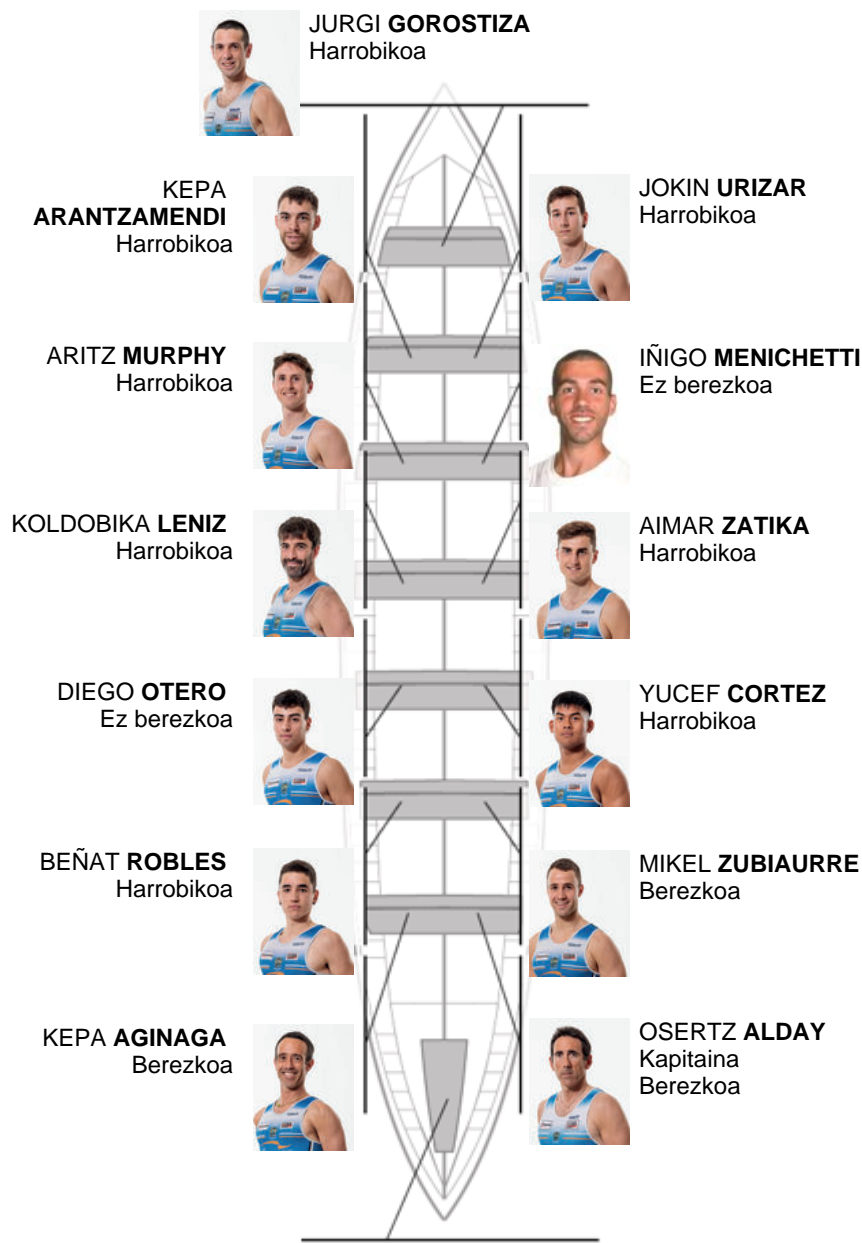 JURGI GOROSTIZA
Harrobikoa
KEPA
ARANTZAMENDI
Harrobikoa
JOKIN URIZAR
Harrobikoa
ARITZ MURPHY
Harrobikoa
IÑIGO MENICHETTI
Ez berezkoa
KOLDOBIKA LENIZ
Harrobikoa
AIMAR ZATIKA
Harrobikoa
DIEGO OTERO
Ez berezkoa
YUCEF CORTEZ
Harrobikoa
BEÑAT ROBLES
Harrobikoa
MIKEL ZUBIAURRE
Berezkoa
KEPA AGINAGA
Berezkoa
OSERTZ ALDAY
Kapitaina
Berezkoa